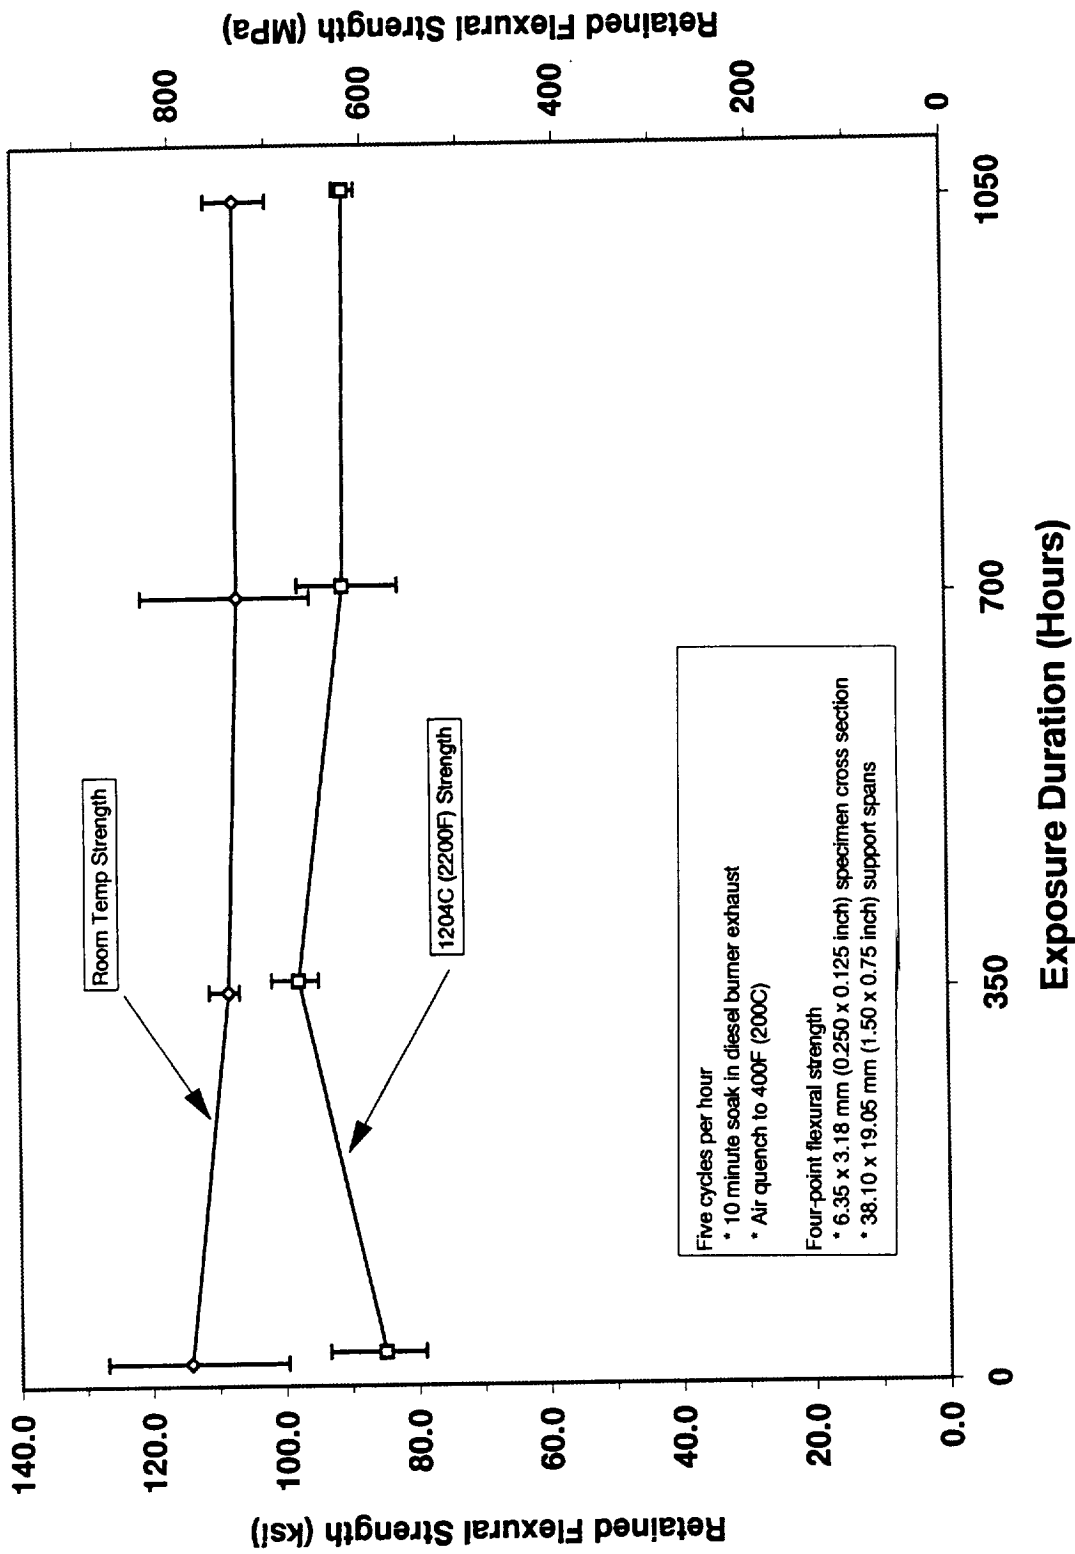 Retained Flexural Strength (ksi)
140.0
120.0
100.0
80.0
60.0
40.0
20.0
0.0
Room Temp Strength
1204C (2200F) Strength
Five cycles per hour
* 10 minute soak in diesel burner exhaust
* Air quench to 400F (200C)
Four-point flexural strength
* 6.35 x 3.18 mm (0.250 x 0.125 inch) specimen cross section
* 38.10 x 19.05 mm (1.50 x 0.75 inch) support spans
0
350
700
1050
Exposure Duration (Hours)
800
600
400
200
0
Retained Flexural Strength (MPa)